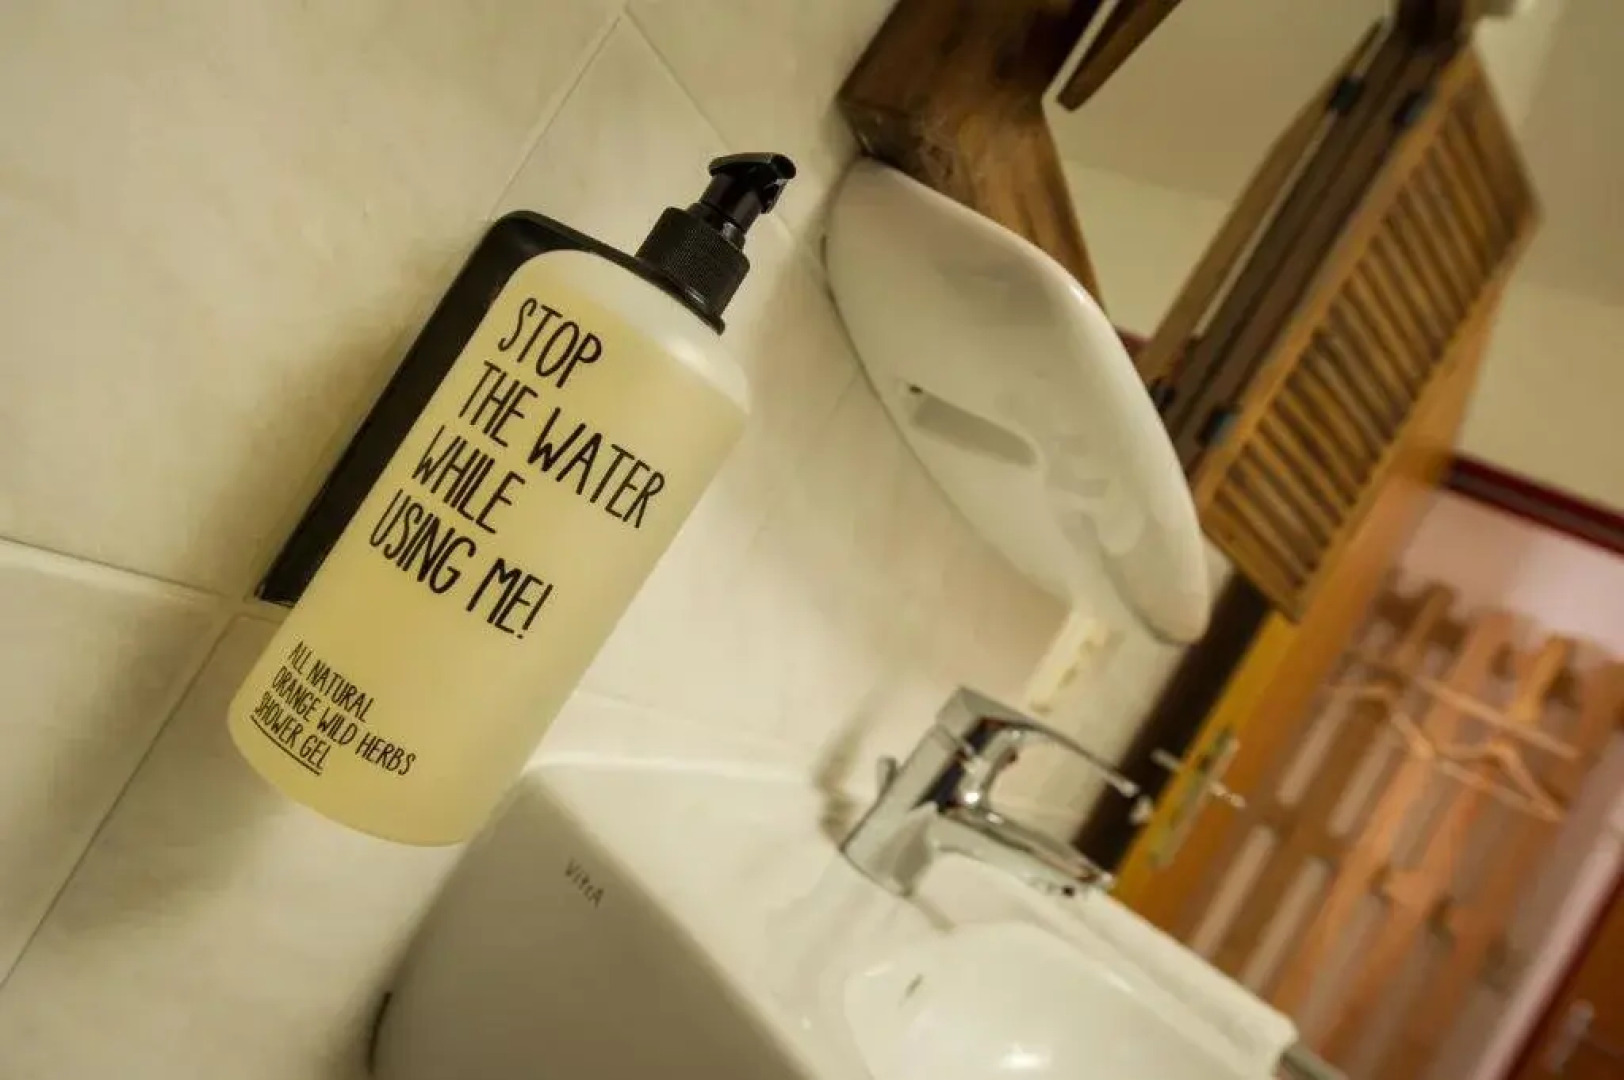 STOP
THE WATER
WHILE
USING ME!
ALL NATURAL
ORANGE WILD HERBS
SHOWER GEL
VitrA